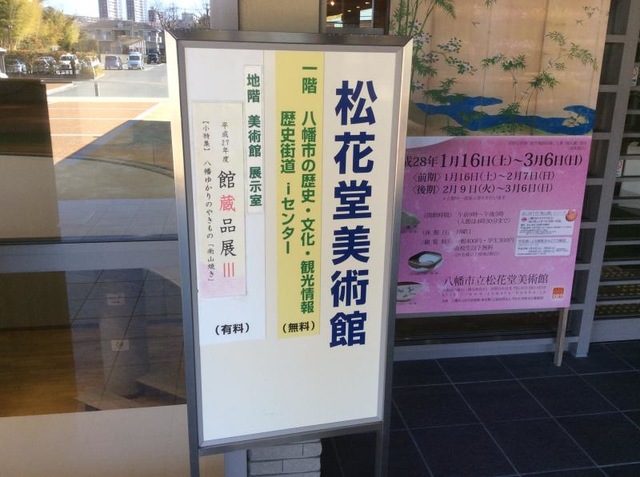 松花堂美術館
一階 八幡市の歴史・文化・観光情報
歴史街道 iセンター
(無料)
地階 美術館 展示室
平成27年度
館蔵品展III
【小特集】八幡ゆかりのやきもの「南山焼き」
(有料)
成28年1月16日(土)~3月6日(日)
〈前期〉1月16日(土)~2月7日(日)
〈後期〉2月9日(火)~3月6日(日)
八幡市立松花堂美術館